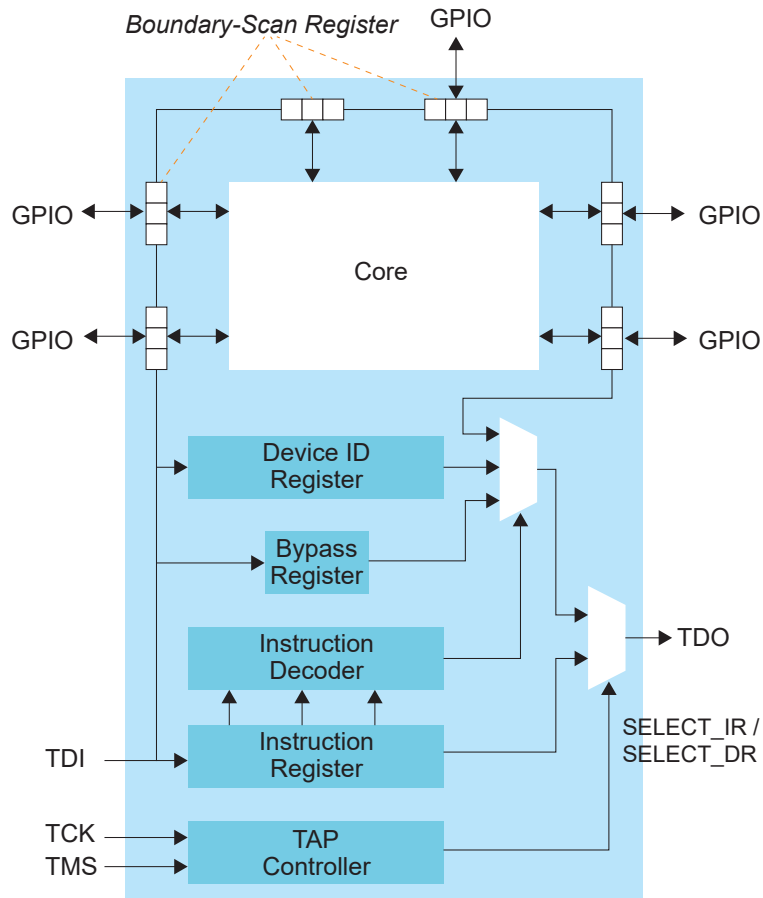 Boundary-Scan Register
GPIO
GPIO
GPIO
Core
GPIO
GPIO
Device ID
Register
Bypass
Register
Instruction
Decoder
TDO
Instruction
Register
SELECT_IR /
SELECT_DR
TDI
TCK
TMS
TAP
Controller